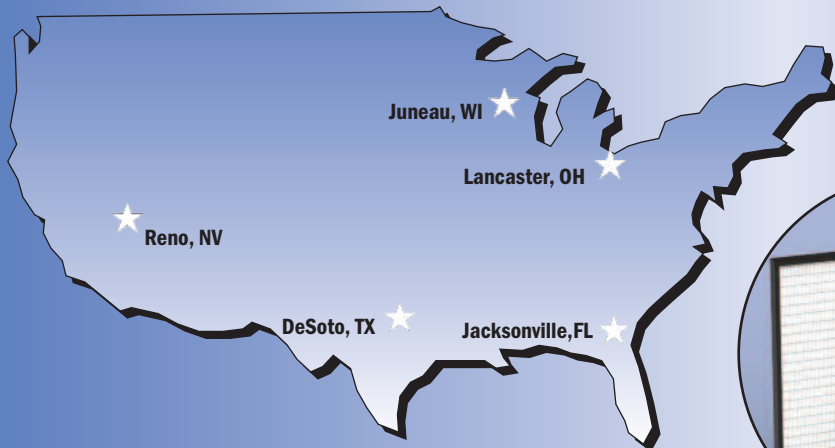 Juneau, WI
Lancaster, OH
Reno, NV
DeSoto, TX
Jacksonville,FL